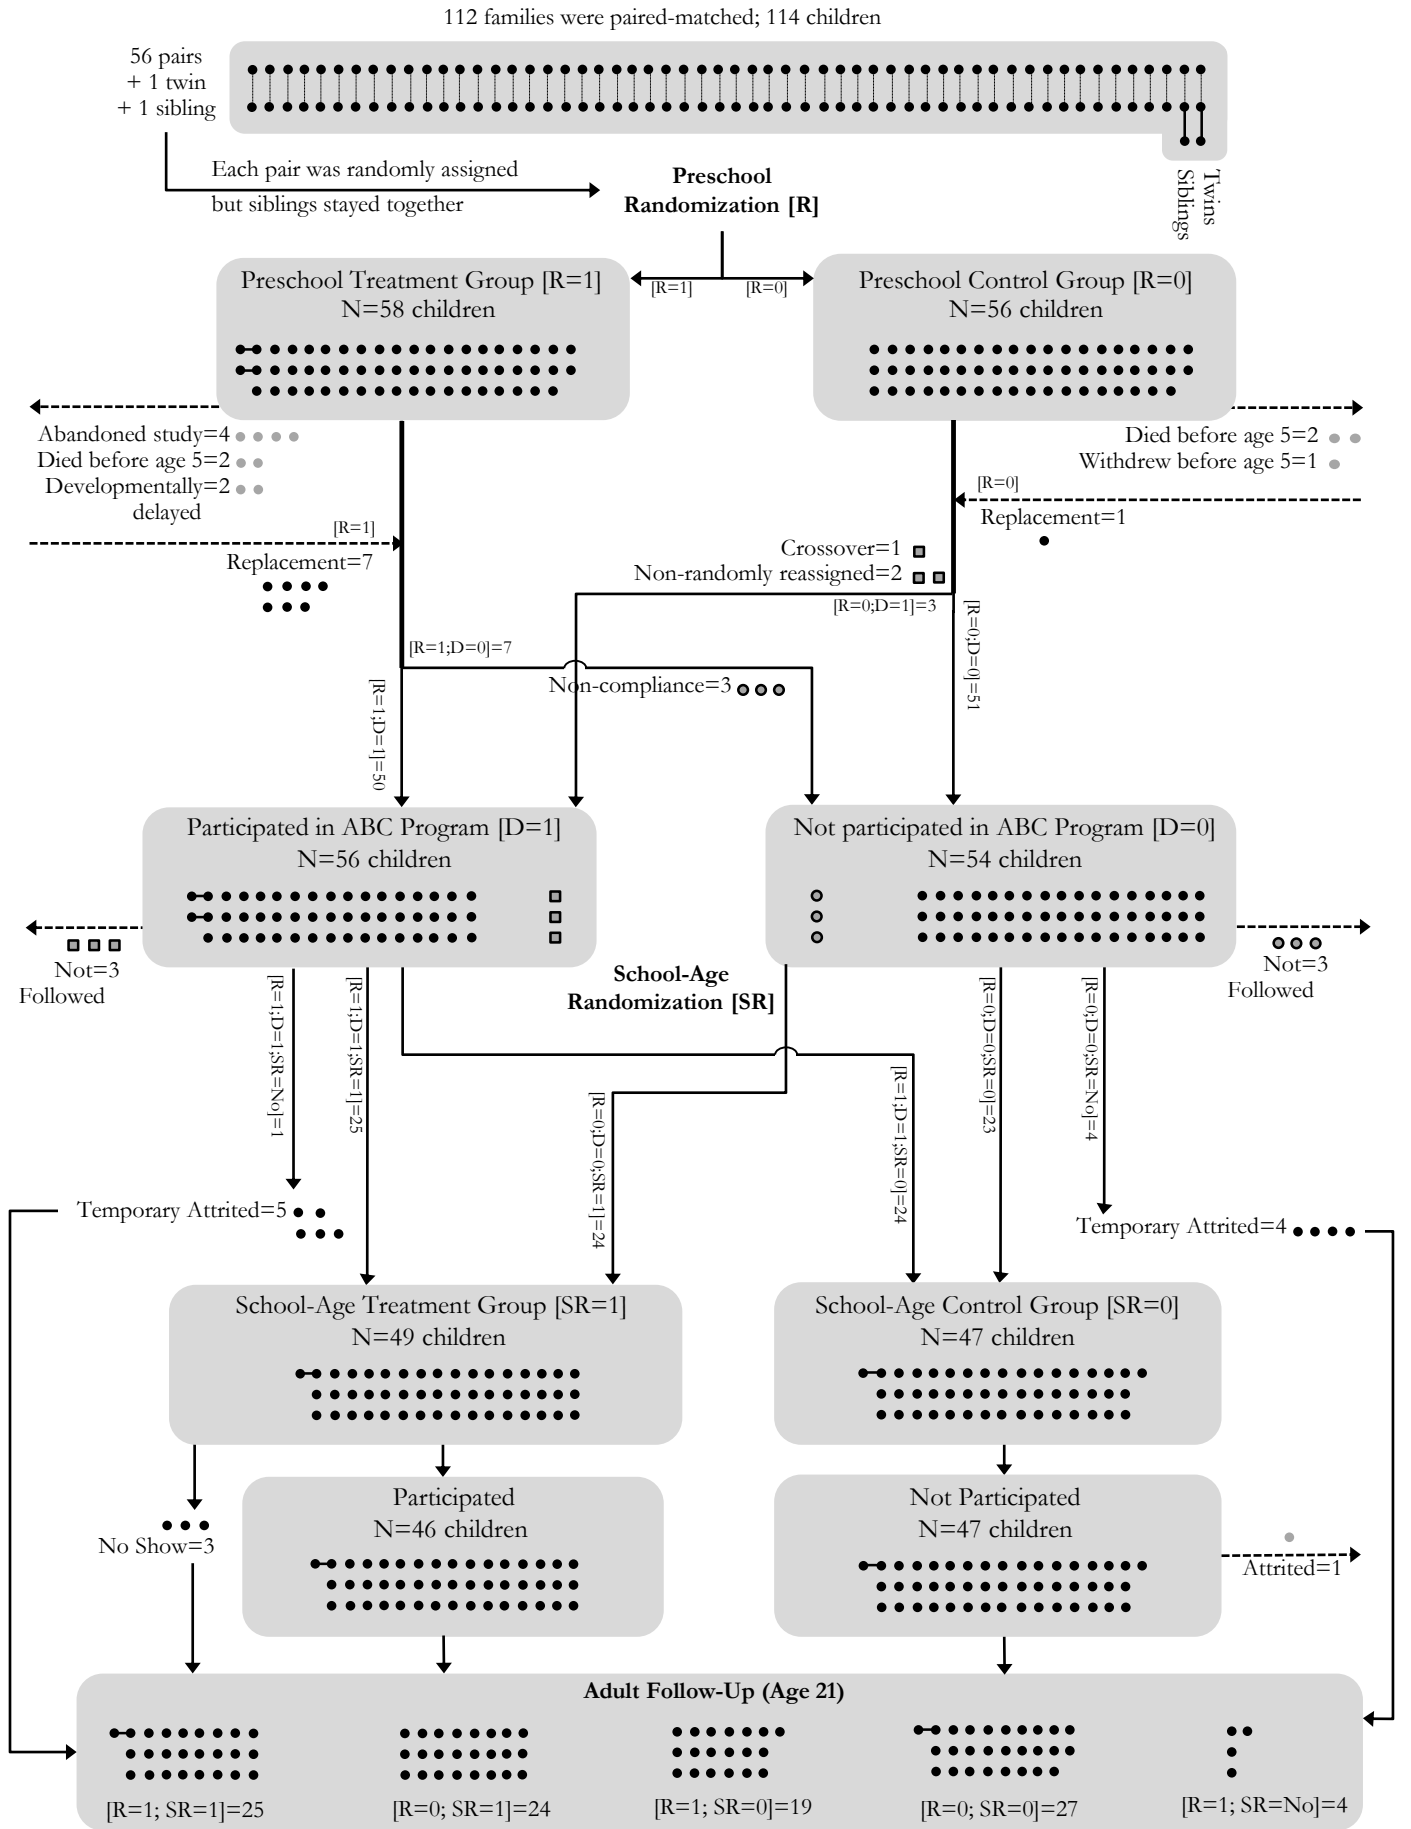 112 families were paired-matched; 114 children
56 pairs
+ 1 twin
+ 1 sibling
Each pair was randomly assigned
but siblings stayed together
Preschool
Randomization [R]
Twins
Siblings
Preschool Treatment Group [R=1]
N=58 children
[R=1]
[R=0]
Preschool Control Group [R=0]
N=56 children
Abandoned study=4
Died before age 5=2
Developmentally=2
delayed
Died before age 5=2
Withdrew before age 5=1
[R=0]
Replacement=1
[R=1]
Replacement=7
Crossover=1
Non-randomly reassigned=2
[R=0;D=1]=3
[R=0;D=0]=51
[R=1;D=0]=7
Non-compliance=3
[R=1;D=1]=50
Participated in ABC Program [D=1]
N=56 children
Not participated in ABC Program [D=0]
N=54 children
Not=3
Followed
School-Age
Randomization [SR]
Not=3
Followed
[R=1;D=1;SR=No]=1
[R=1;D=1;SR=1]=25
[R=0;D=0;SR=1]=24
[R=1;D=1;SR=0]=24
[R=0;D=0;SR=0]=23
[R=0;D=0;SR=No]=4
Temporary Attrited=5
Temporary Attrited=4
School-Age Treatment Group [SR=1]
N=49 children
School-Age Control Group [SR=0]
N=47 children
Participated
N=46 children
Not Participated
N=47 children
No Show=3
Attrited=1
Adult Follow-Up (Age 21)
[R=1; SR=1]=25
[R=0; SR=1]=24
[R=1; SR=0]=19
[R=0; SR=0]=27
[R=1; SR=No]=4